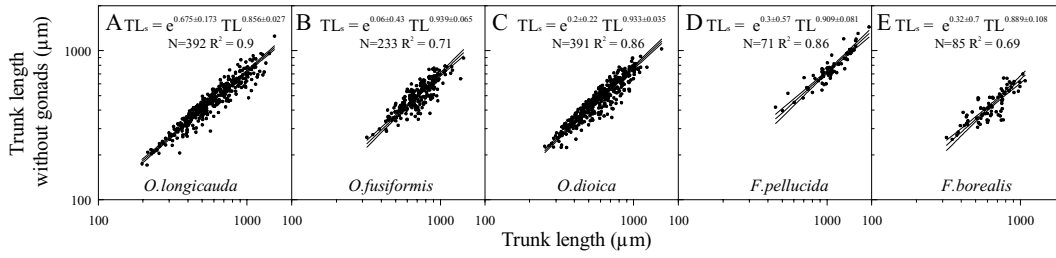 A TLₛ = e^0.675±0.173 TL^0.856±0.027
N=392 R² = 0.9
B TLₛ = e^0.06±0.43 TL^0.939±0.065
N=233 R² = 0.71
C TLₛ = e^0.2±0.22 TL^0.933±0.035
N=391 R² = 0.86
D TLₛ = e^0.3±0.57 TL^0.909±0.081
N=71 R² = 0.86
E TLₛ = e^0.32±0.7 TL^0.889±0.108
N=85 R² = 0.69
Trunk length
without gonads (μm)
1000
100
O.longicauda
O.fusiformis
O.dioica
F.pellucida
F.borealis
100 1000 100 1000 100 1000 100 1000 100 1000
Trunk length (μm)